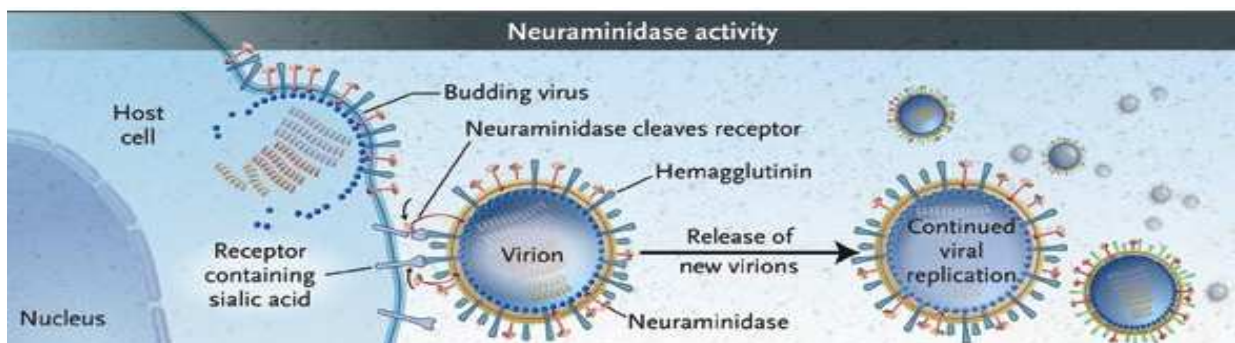 Neuraminidase activity
Host
cell
Budding virus
Neuraminidase cleaves receptor
Hemagglutinin
Receptor
containing
sialic acid
Virion
Release of
new virions
Continued
viral
replication
Neuraminidase
Nucleus